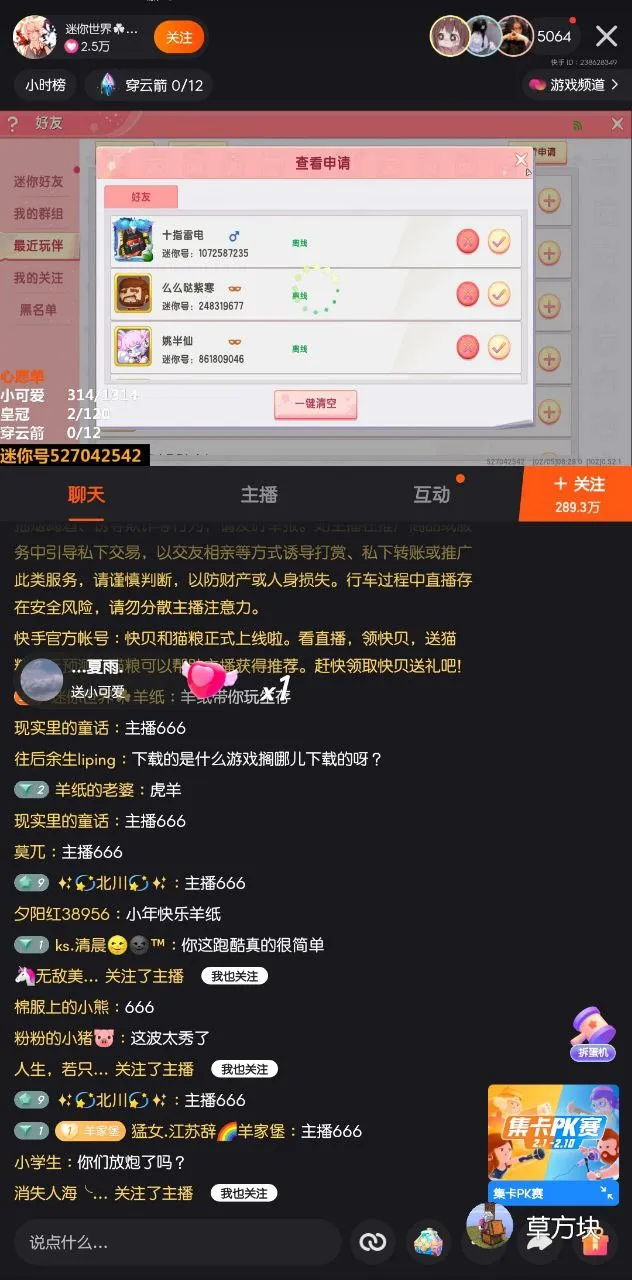 迷你世界☘...
2.5万
关注
5064
快手 ID：238628349
小时榜
穿云箭 0/12
游戏频道
? 好友
查看申请
申请
迷你好友
好友
我的群组
最近玩伴
我的关注
黑名单
十指雷电
离线
迷你号：1072587235
么么哒紫寒
离线
迷你号：248319677
姚半仙
离线
迷你号：861809046
一键清空
心愿单
小可爱 314/1314
皇冠 2/120
穿云箭 0/12
迷你号527042542
聊天
主播
互动
+ 关注
289.3万
务中引导私下交易，以交友相亲等方式诱导打赏、私下转账或推广
此类服务，请谨慎判断，以防财产或人身损失。行车过程中直播存
在安全风险，请勿分散主播注意力。
快手官方帐号：快贝和猫粮正式上线啦。看直播，领快贝，送猫
猫粮可以帮助主播获得推荐。赶快领取快贝送礼吧!
...夏雨.
送小可爱
x1
迷你世界☘羊纸：羊纸带你玩生存
现实里的童话：主播666
往后余生liping：下载的是什么游戏搁哪儿下载的呀？
2 羊纸的老婆：虎羊
现实里的童话：主播666
莫兀：主播666
9 ✨💫北川💫✨：主播666
夕阳红38956：小年快乐羊纸
1 ks.清晨🌝🌚™：你这跑酷真的很简单
🦄无敌美... 关注了主播 我也关注
棉服上的小熊：666
粉粉的小猪🐷：这波太秀了
人生，若只... 关注了主播 我也关注
9 ✨💫北川💫✨：主播666
1 羊家堡 猛女.江苏辞🌈羊家堡：主播666
小学生：你们放炮了吗？
消失人海╰... 关注了主播 我也关注
拆蛋机
集卡PK赛
2.1-2.10
集卡PK赛
说点什么...
草方块